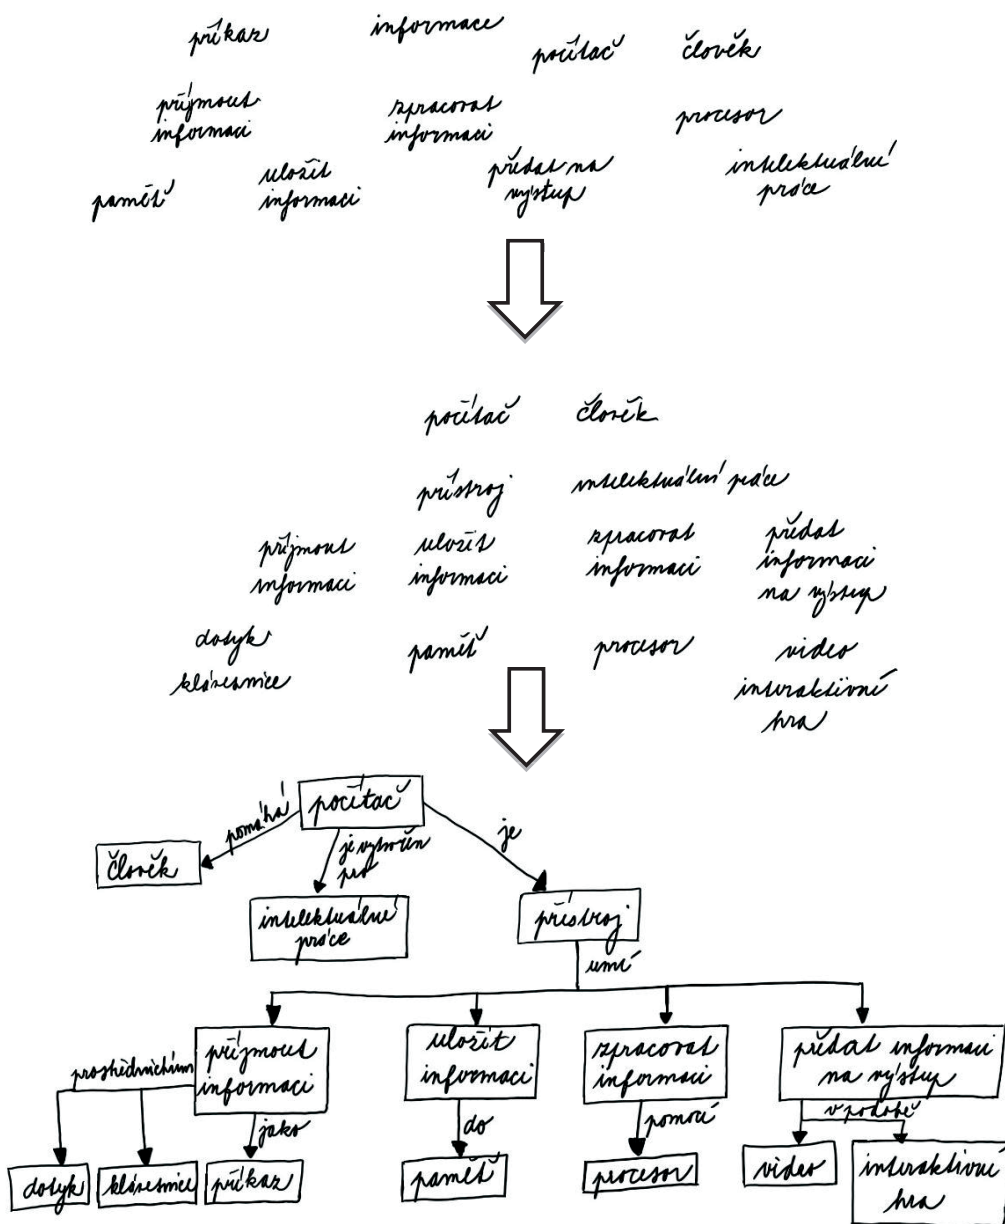 příkaz informace
počítač člověk
příjmout zpracovat procesor
informaci informaci
paměť uložit předat na intelektuální
informaci výstup práce
počítač člověk
přístroj intelektuální práce
příjmout uložit zpracovat předat
informaci informaci informaci informaci
na výstup
dotyk paměť procesor video
klávesnice interaktivní
hra
počítač
pomáhá je vytvořen je
pro
člověk
intelektuální přístroj
práce
umí
příjmout uložit zpracovat předat informaci
informaci informaci informaci na výstup
prostřednictvím jako do pomocí v podobě
dotyk klávesnice příkaz paměť procesor video interaktivní
hra